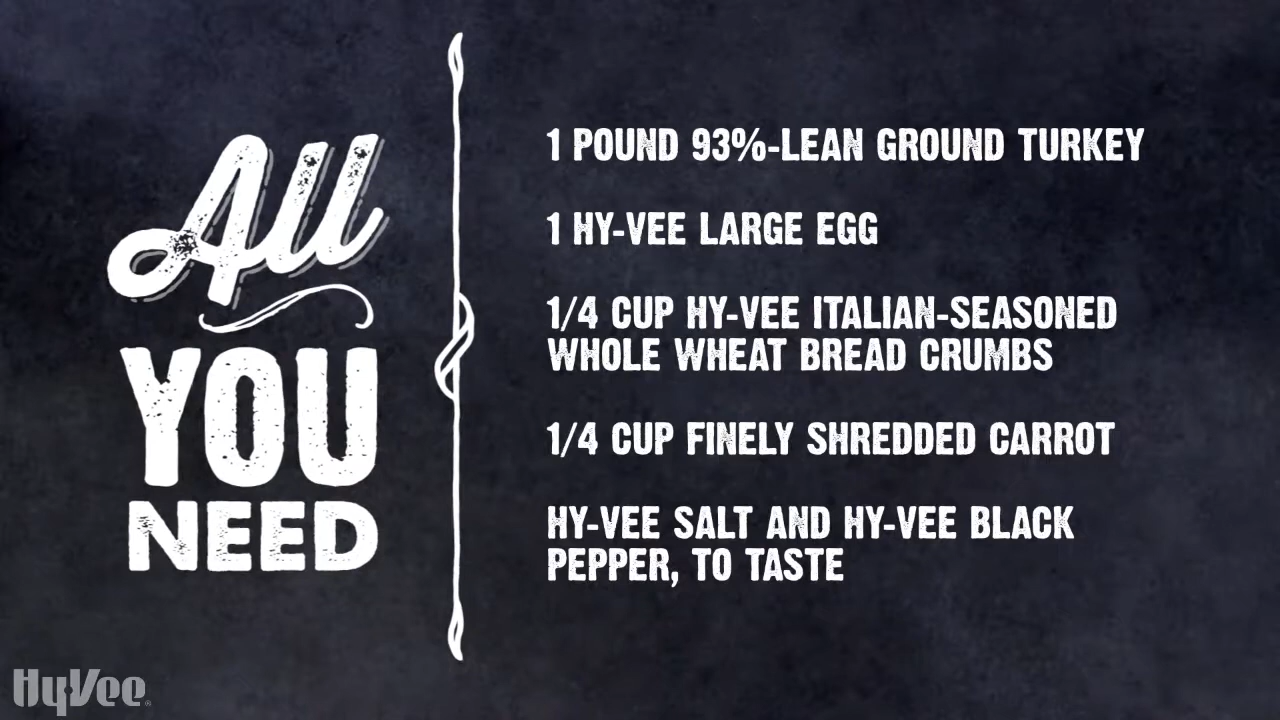 All
YOU
NEED
1 POUND 93%-LEAN GROUND TURKEY
1 HY-VEE LARGE EGG
1/4 CUP HY-VEE ITALIAN-SEASONED
WHOLE WHEAT BREAD CRUMBS
1/4 CUP FINELY SHREDDED CARROT
HY-VEE SALT AND HY-VEE BLACK
PEPPER, TO TASTE
HyVee®